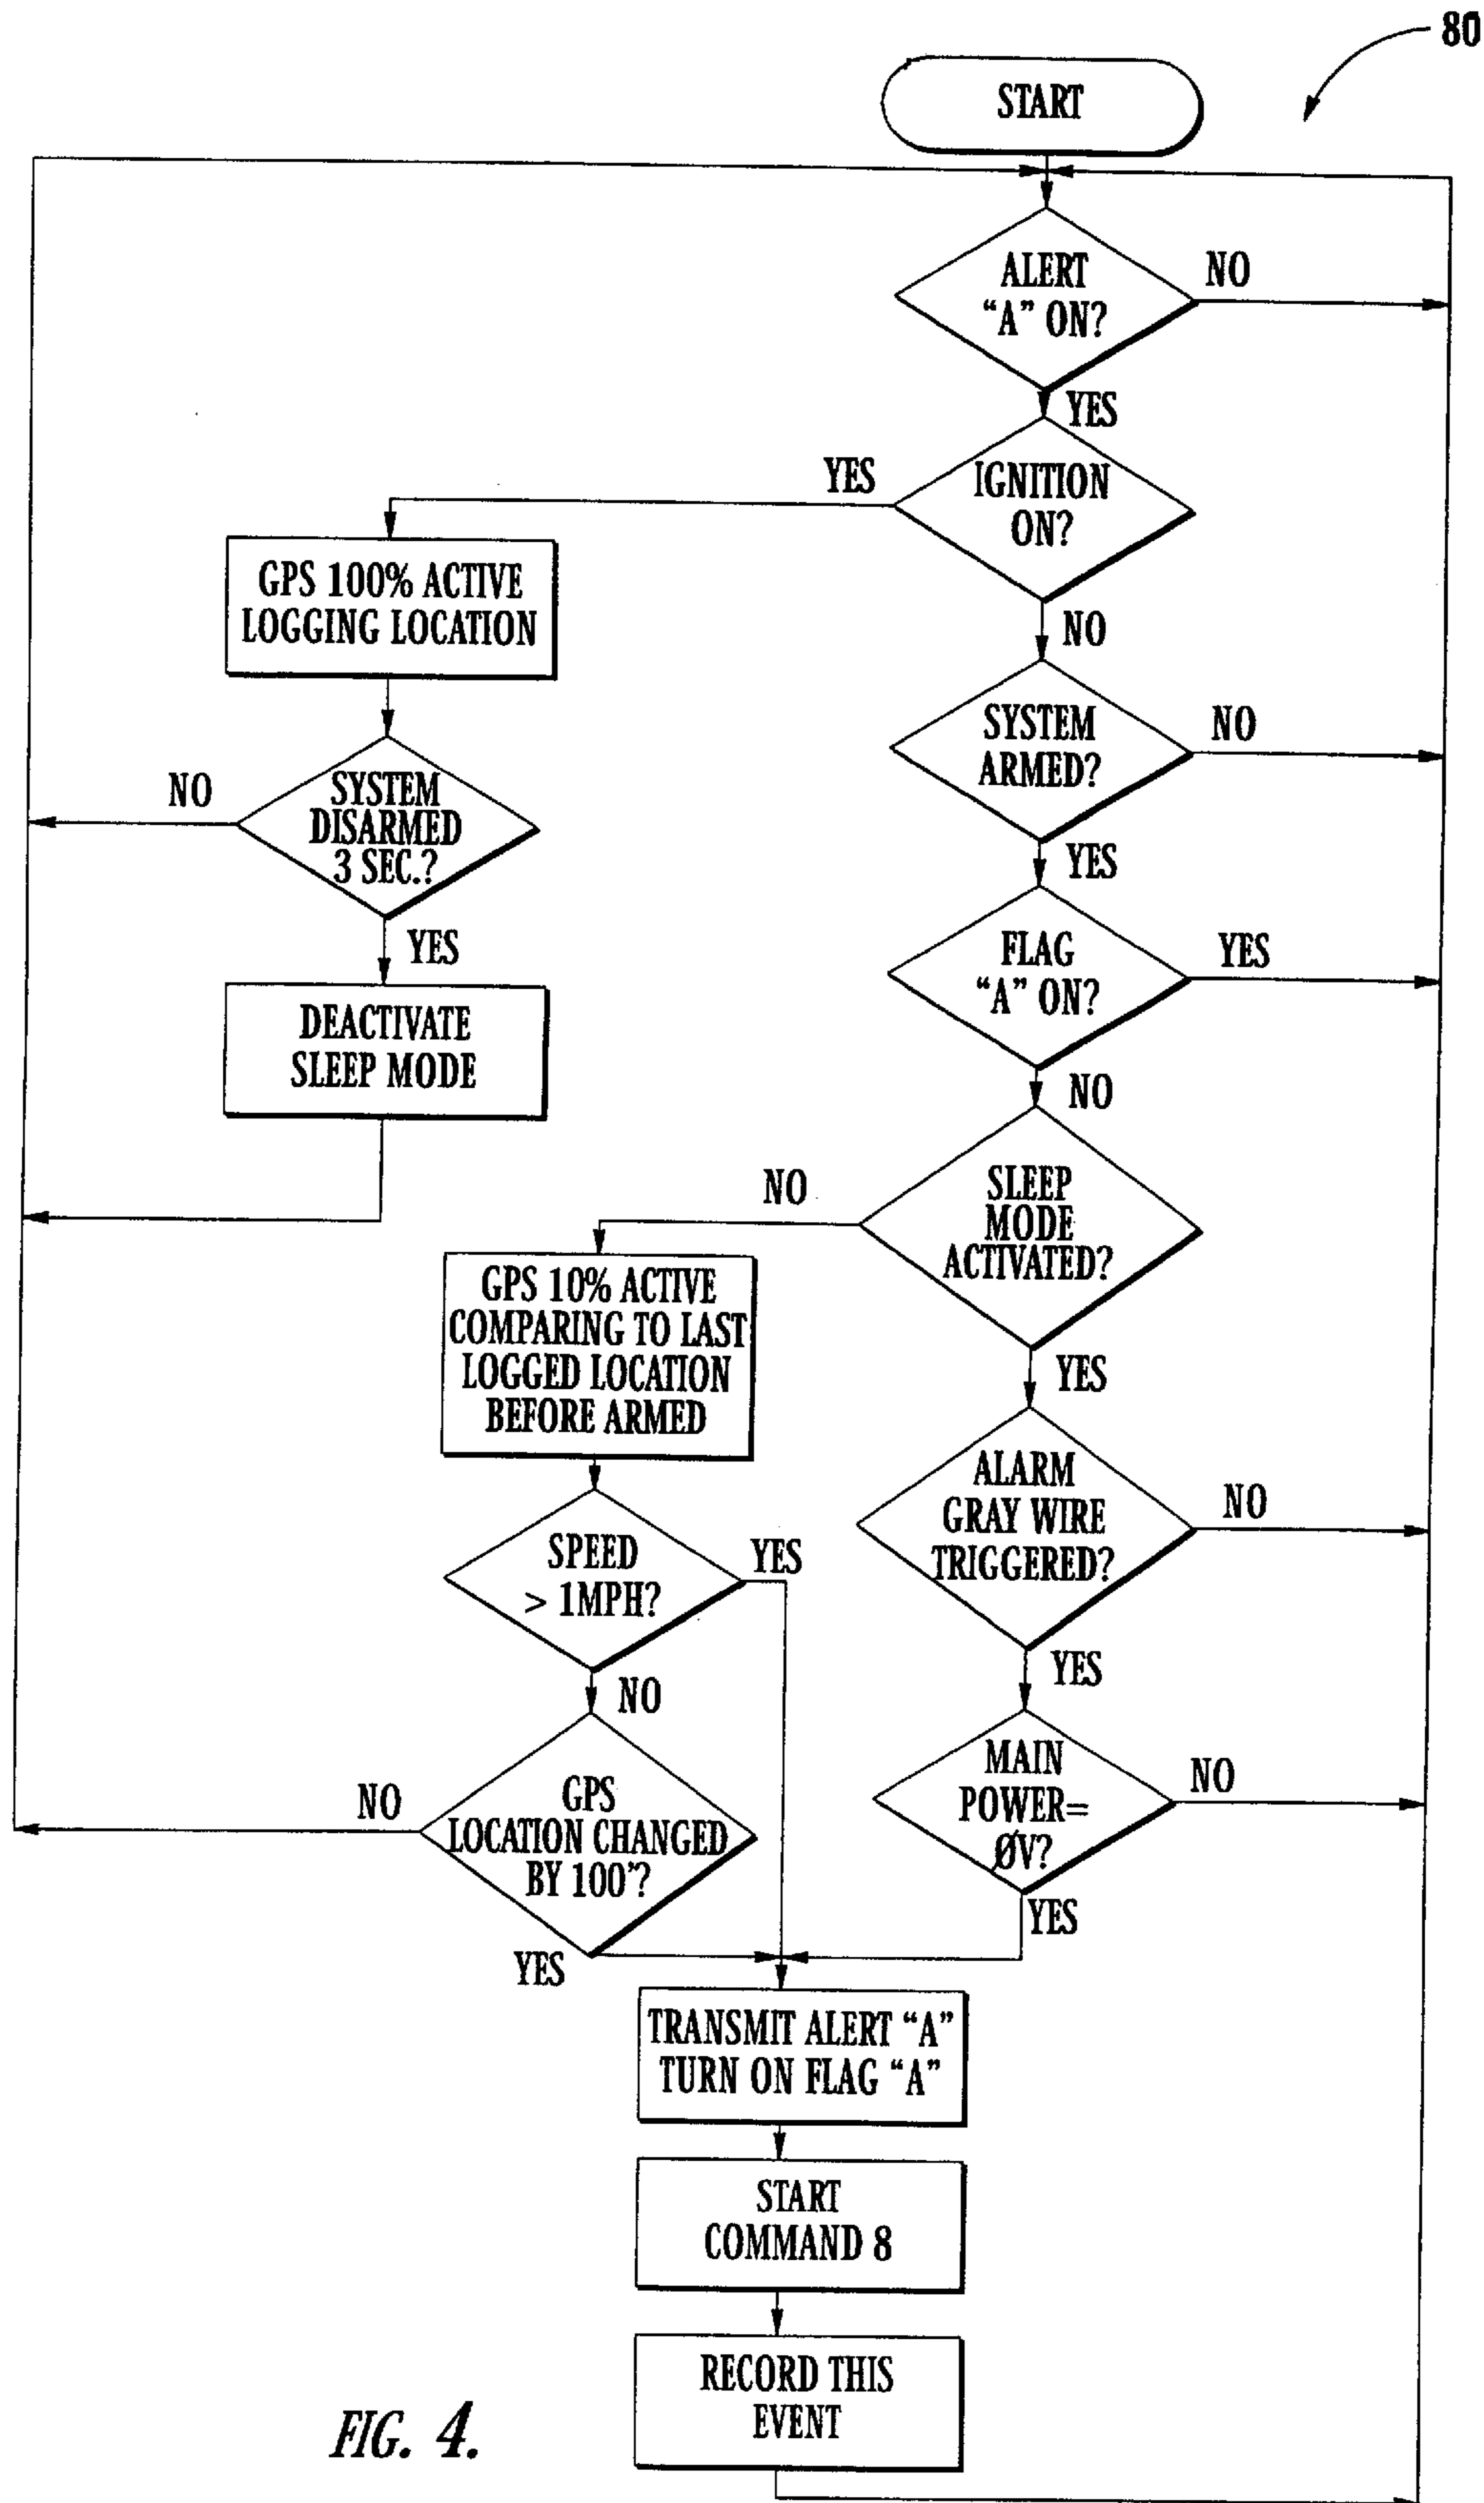 80
START
ALERT
“A” ON?
NO
YES
IGNITION
ON?
YES
NO
GPS 100% ACTIVE
LOGGING LOCATION
SYSTEM
DISARMED
3 SEC.?
NO
YES
DEACTIVATE
SLEEP MODE
SYSTEM
ARMED?
NO
YES
FLAG
“A” ON?
YES
NO
SLEEP
MODE
ACTIVATED?
NO
YES
GPS 10% ACTIVE
COMPARING TO LAST
LOGGED LOCATION
BEFORE ARMED
SPEED
> 1MPH?
YES
NO
GPS
LOCATION CHANGED
BY 100'?
NO
YES
ALARM
GRAY WIRE
TRIGGERED?
NO
YES
MAIN
POWER=
ØV?
NO
YES
TRANSMIT ALERT “A”
TURN ON FLAG “A”
START
COMMAND 8
RECORD THIS
EVENT
FIG. 4.